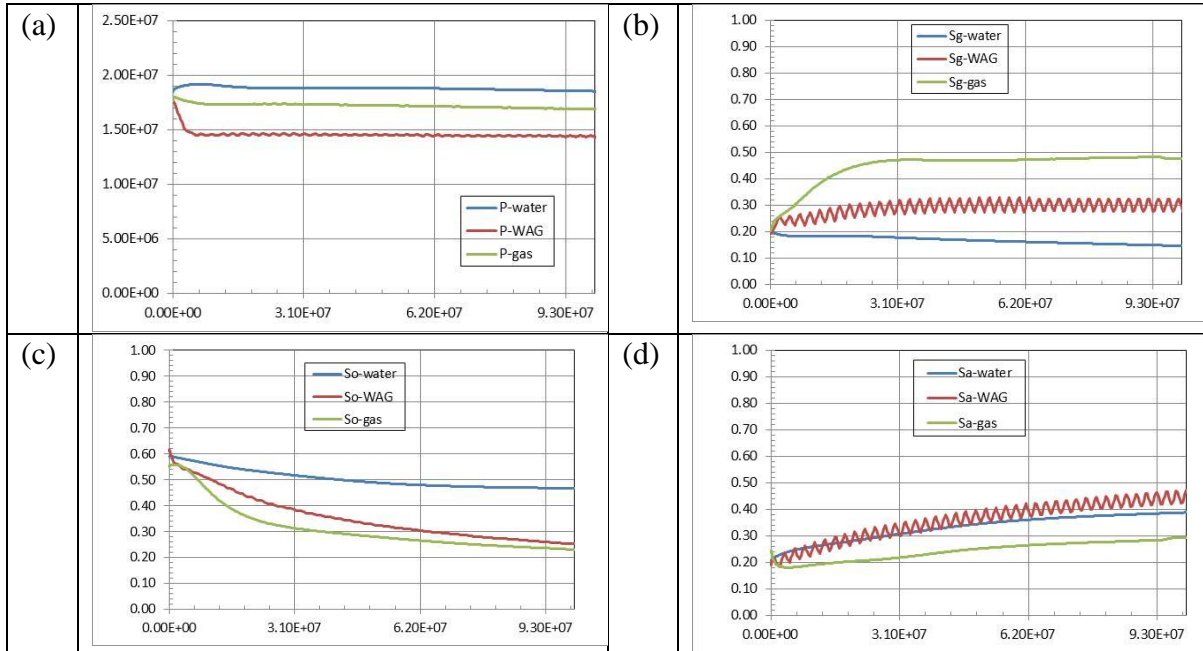 (a)
2.50E+07
2.00E+07
1.50E+07
1.00E+07
5.00E+06
0.00E+00
P-water
P-WAG
P-gas
0.00E+00 3.10E+07 6.20E+07 9.30E+07
(b)
1.00
0.90
0.80
0.70
0.60
0.50
0.40
0.30
0.20
0.10
0.00
Sg-water
Sg-WAG
Sg-gas
0.00E+00 3.10E+07 6.20E+07 9.30E+07
(c)
1.00
0.90
0.80
0.70
0.60
0.50
0.40
0.30
0.20
0.10
0.00
So-water
So-WAG
So-gas
0.00E+00 3.10E+07 6.20E+07 9.30E+07
(d)
1.00
0.90
0.80
0.70
0.60
0.50
0.40
0.30
0.20
0.10
0.00
Sa-water
Sa-WAG
Sa-gas
0.00E+00 3.10E+07 6.20E+07 9.30E+07